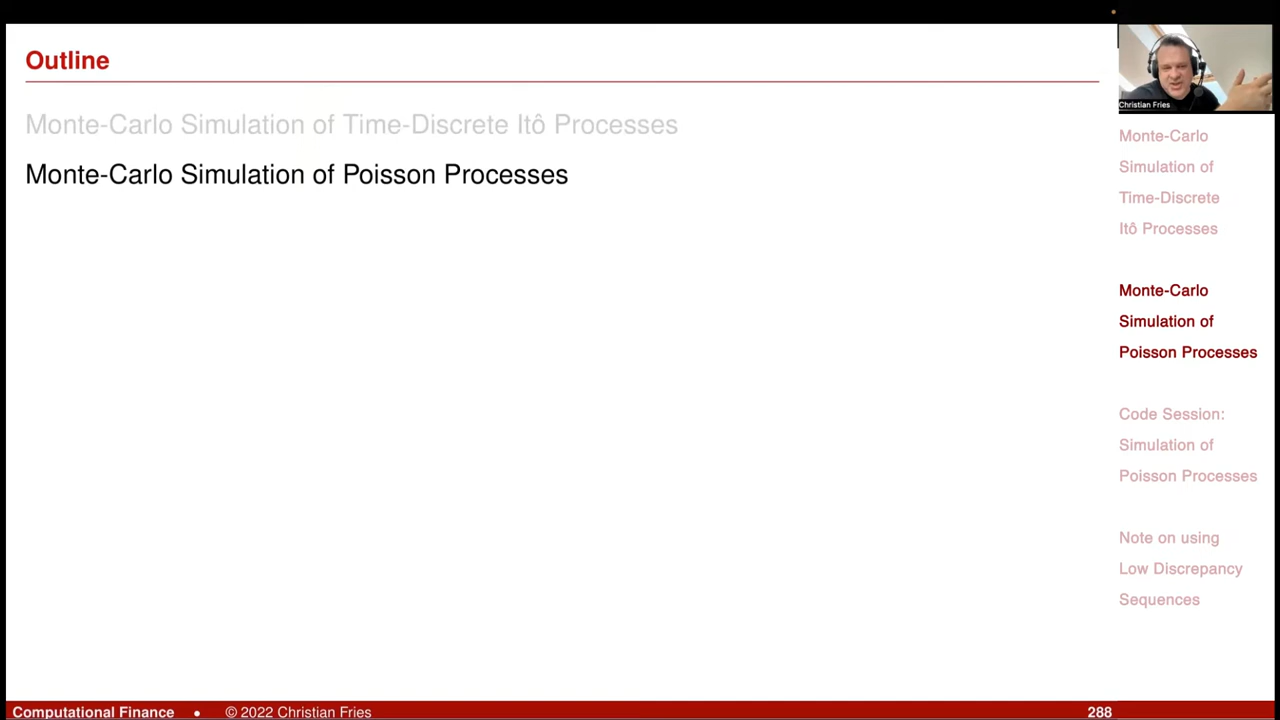 Outline
Monte-Carlo Simulation of Time-Discrete Itô Processes
Monte-Carlo Simulation of Poisson Processes
Christian Fries
Monte-Carlo
Simulation of
Time-Discrete
Itô Processes
Monte-Carlo
Simulation of
Poisson Processes
Code Session:
Simulation of
Poisson Processes
Note on using
Low Discrepancy
Sequences
Computational Finance • © 2022 Christian Fries 288